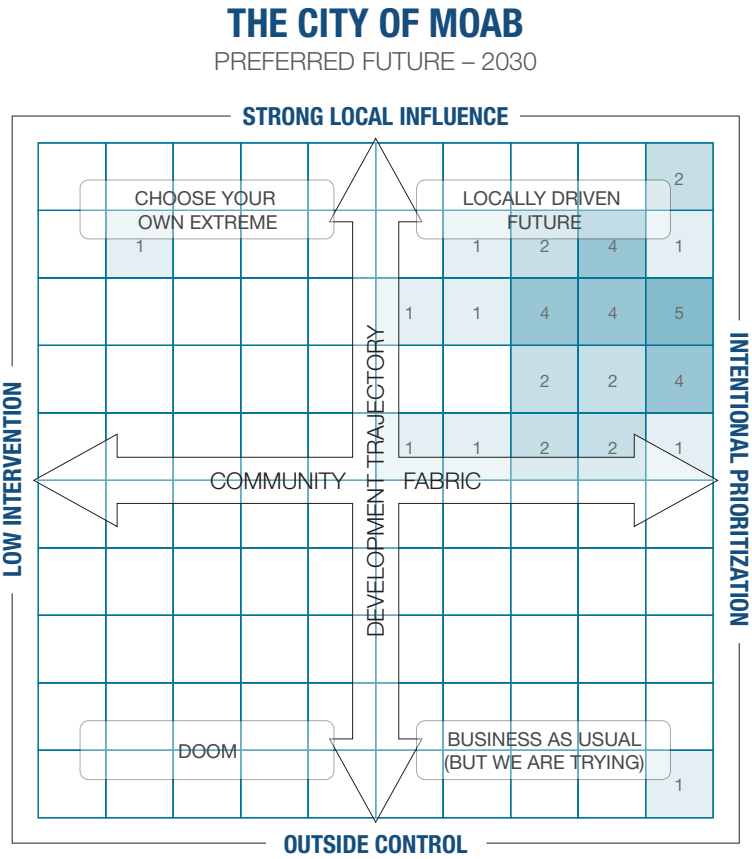 THE CITY OF MOAB
PREFERRED FUTURE – 2030
STRONG LOCAL INFLUENCE
2
CHOOSE YOUR
OWN EXTREME
LOCALLY DRIVEN
FUTURE
1 1 2 4 1
1 1 4 4 5
2 2 4
1 1 2 2 1
LOW INTERVENTION
COMMUNITY FABRIC
DEVELOPMENT TRAJECTORY
INTENTIONAL PRIORITIZATION
DOOM
BUSINESS AS USUAL
(BUT WE ARE TRYING)
1
OUTSIDE CONTROL